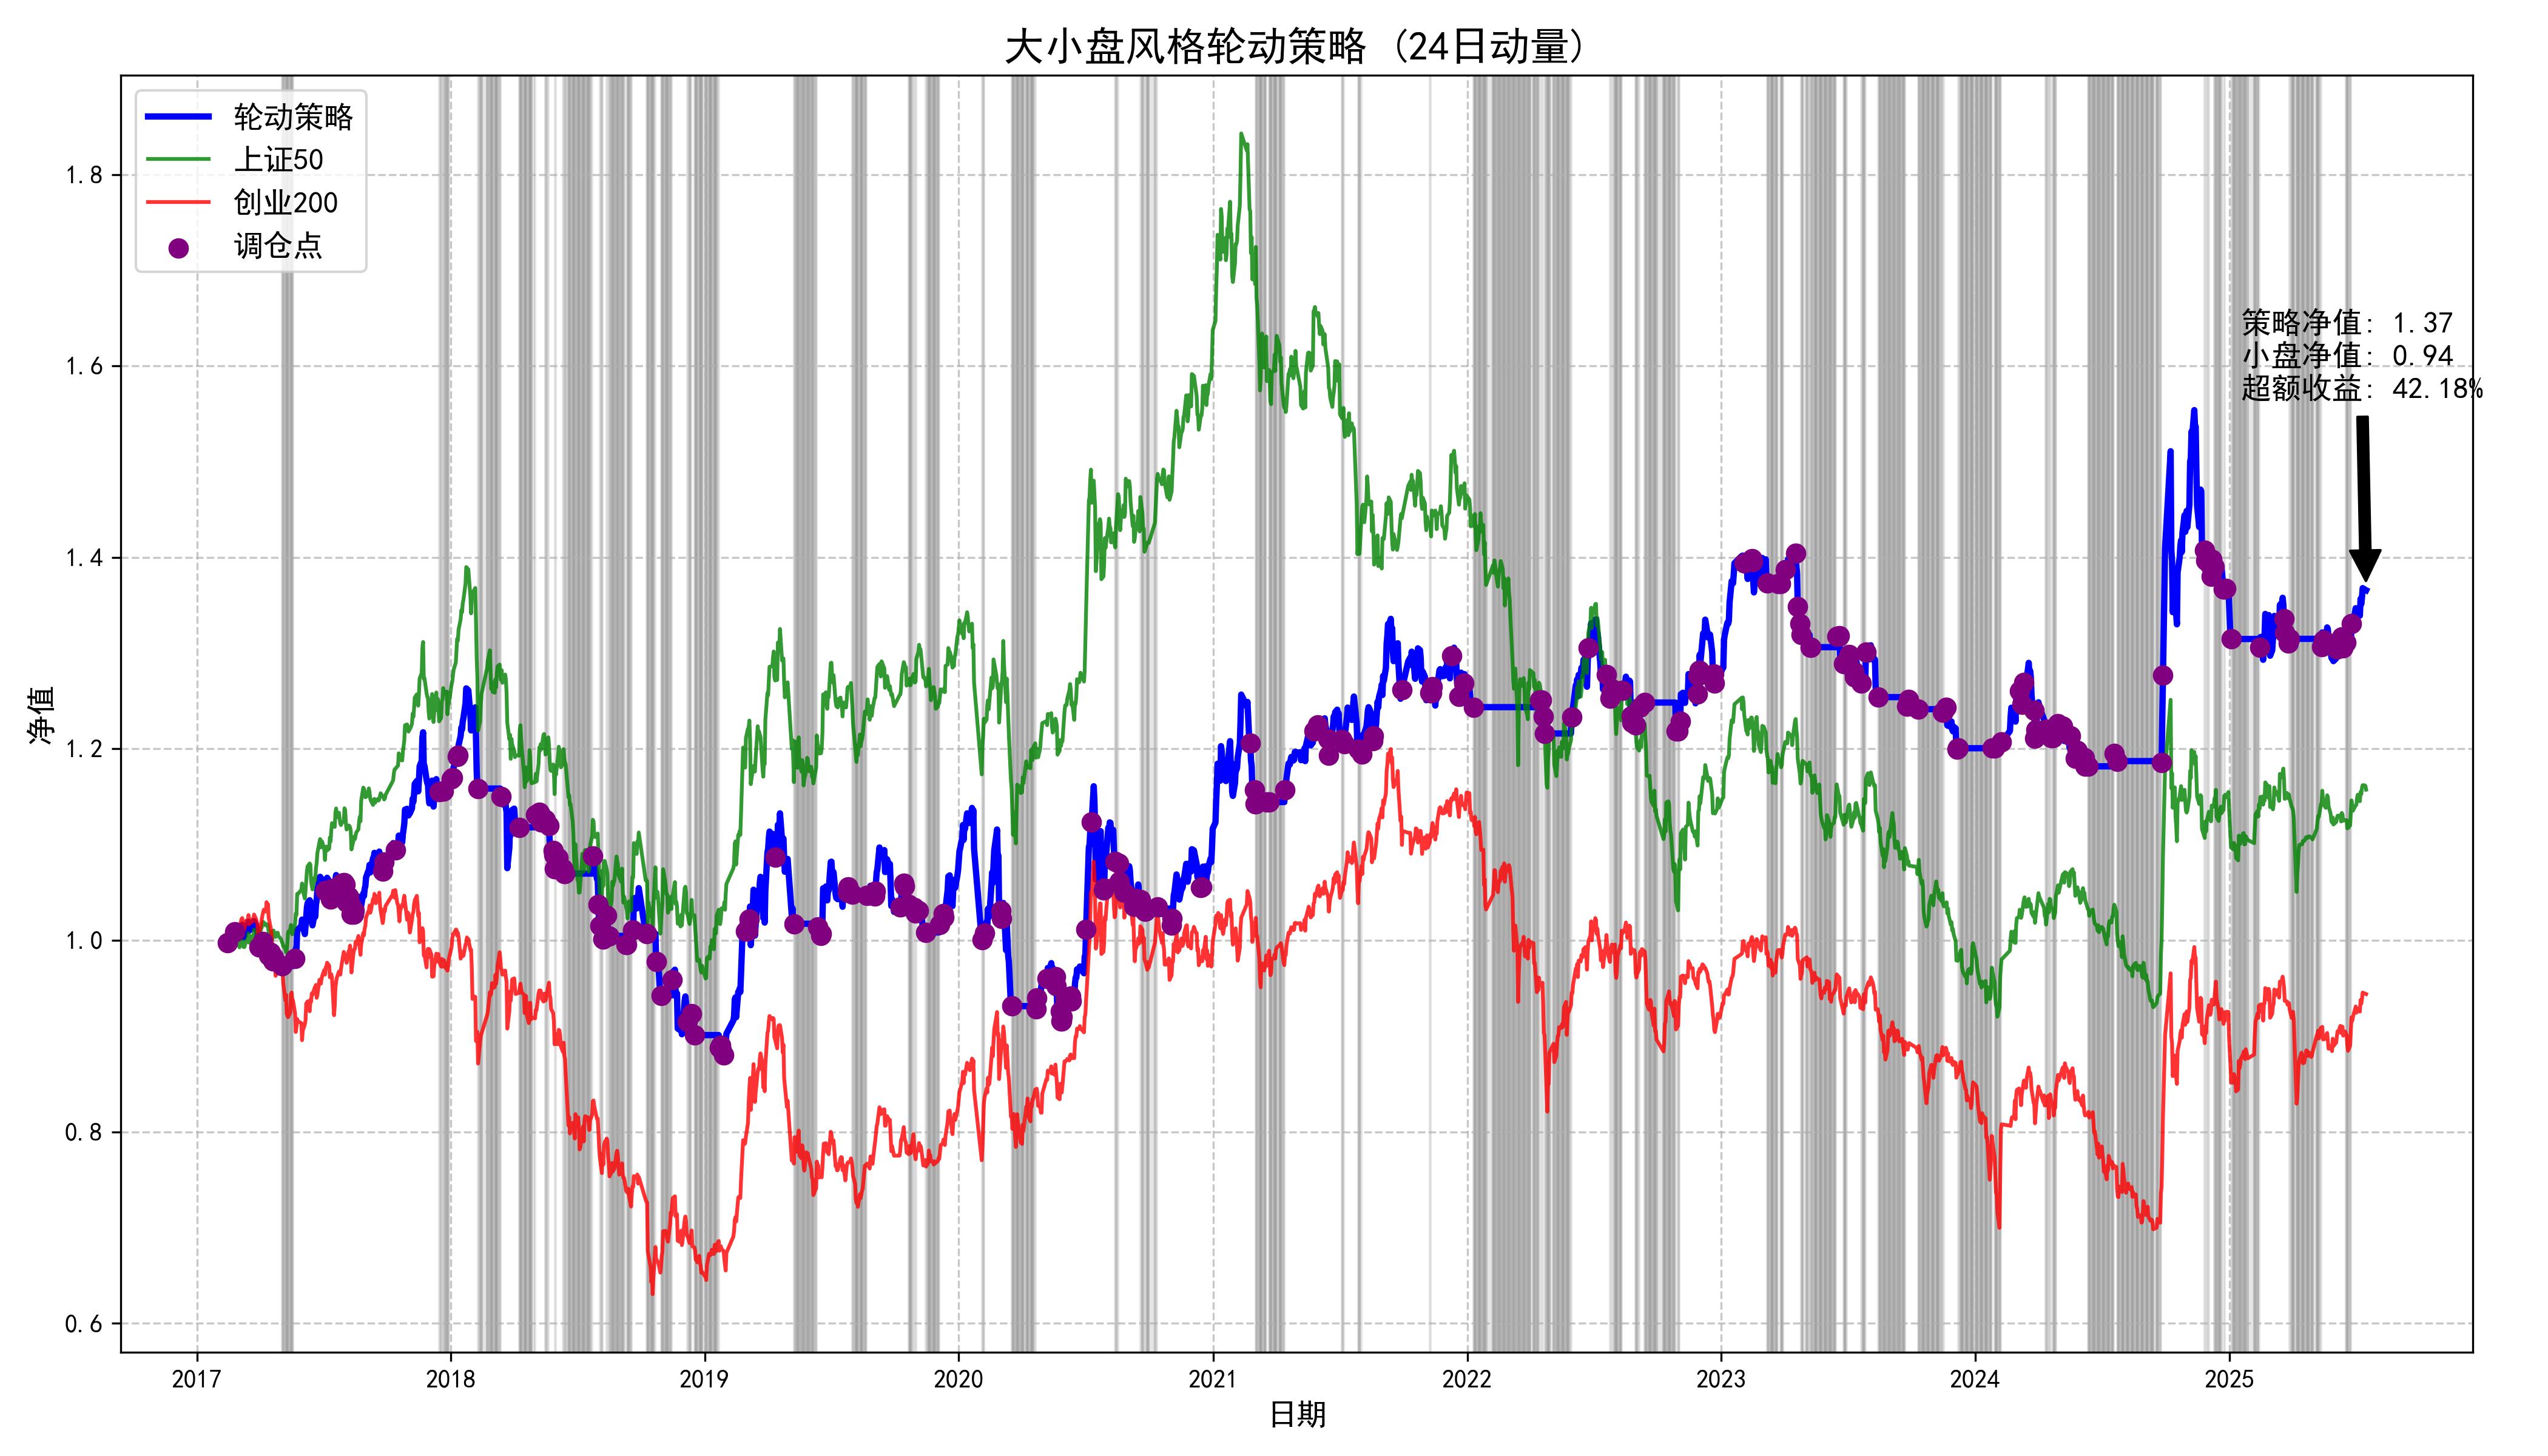 大小盘风格轮动策略 (24日动量)
轮动策略
上证50
创业200
调仓点
策略净值: 1.37
小盘净值: 0.94
超额收益: 42.18%
净值
1.8
1.6
1.4
1.2
1.0
0.8
0.6
2017
2018
2019
2020
2021
2022
2023
2024
2025
日期